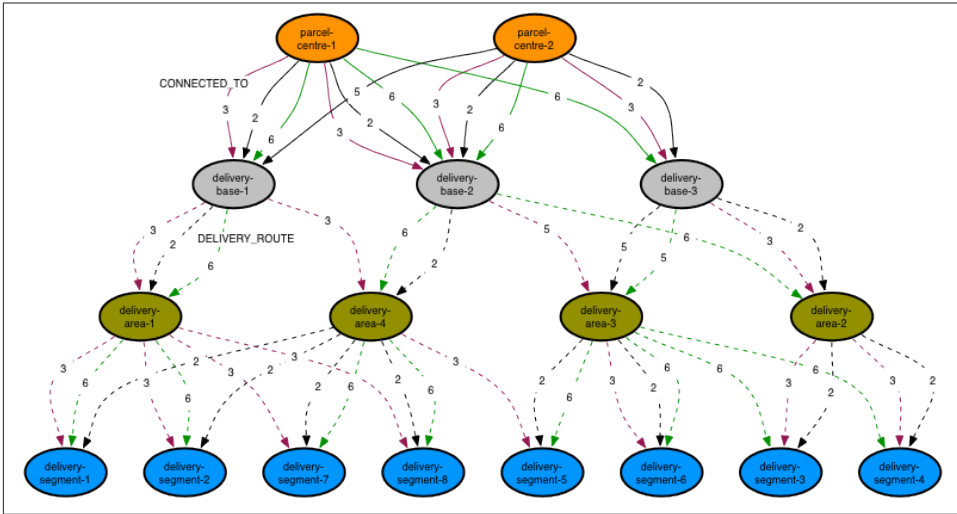 parcel-
centre-1
parcel-
centre-2
CONNECTED_TO
3
2
6
3
2
5
6
3
2
6
3
6
2
delivery-
base-1
delivery-
base-2
delivery-
base-3
DELIVERY_ROUTE
3
2
6
3
6
2
5
5
5
6
3
2
delivery-
area-1
delivery-
area-4
delivery-
area-3
delivery-
area-2
3
6
3
6
2
3
2
3
2
6
2
6
3
2
6
2
6
6
6
3
2
3
2
delivery-
segment-1
delivery-
segment-2
delivery-
segment-7
delivery-
segment-8
delivery-
segment-5
delivery-
segment-6
delivery-
segment-3
delivery-
segment-4